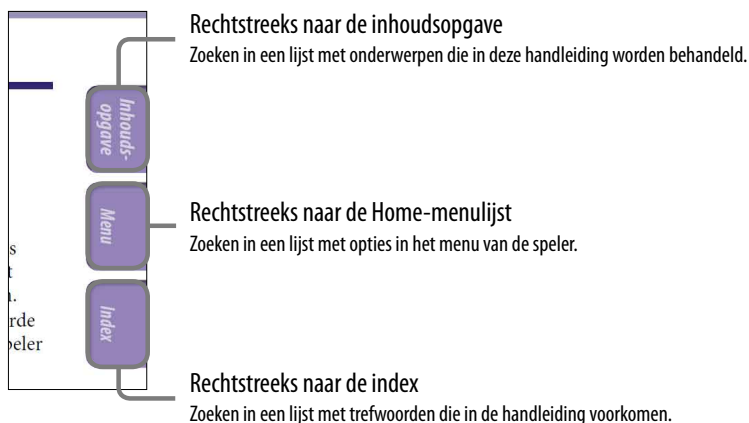 Rechtstreeks naar de inhoudsopgave
Zoeken in een lijst met onderwerpen die in deze handleiding worden behandeld.
Inhouds-
opgave
Rechtstreeks naar de Home-menulijst
Zoeken in een lijst met opties in het menu van de speler.
Menu
s
t
n.
rde
peler
Index
Rechtstreeks naar de index
Zoeken in een lijst met trefwoorden die in de handleiding voorkomen.